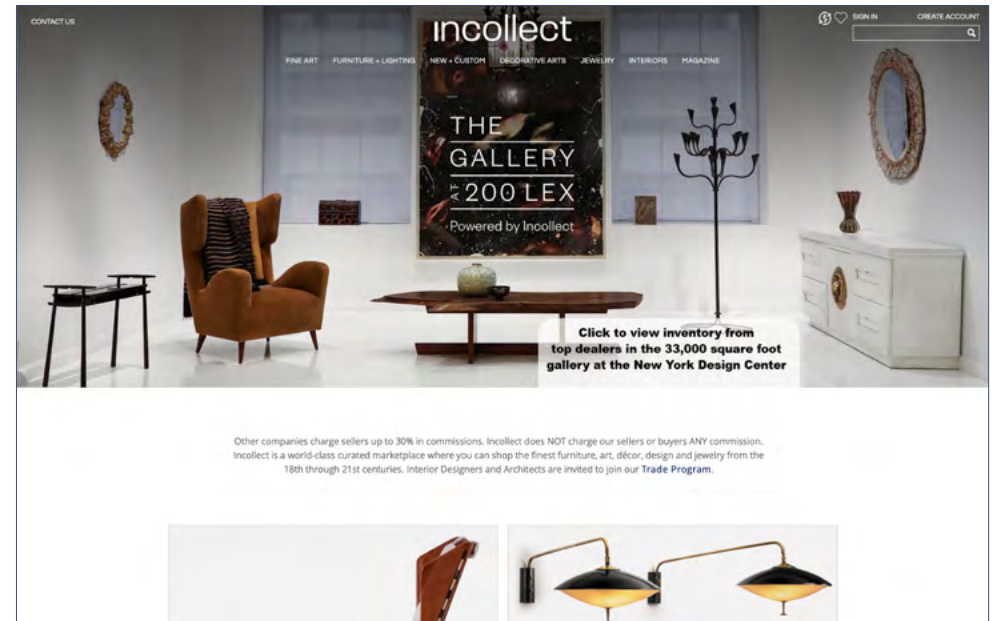 CONTACT US
SIGN IN
CREATE ACCOUNT
incollect
FINE ART FURNITURE + LIGHTING NEW + CUSTOM DECORATIVE ARTS JEWELRY INTERIORS MAGAZINE
THE
GALLERY
AT 200 LEX
Powered by Incollect
Click to view inventory from
top dealers in the 33,000 square foot
gallery at the New York Design Center
Other companies charge sellers up to 30% in commissions. Incollect does NOT charge our sellers or buyers ANY commission.
Incollect is a world-class curated marketplace where you can shop the finest furniture, art, décor, design and jewelry from the
18th through 21st centuries. Interior Designers and Architects are invited to join our Trade Program.